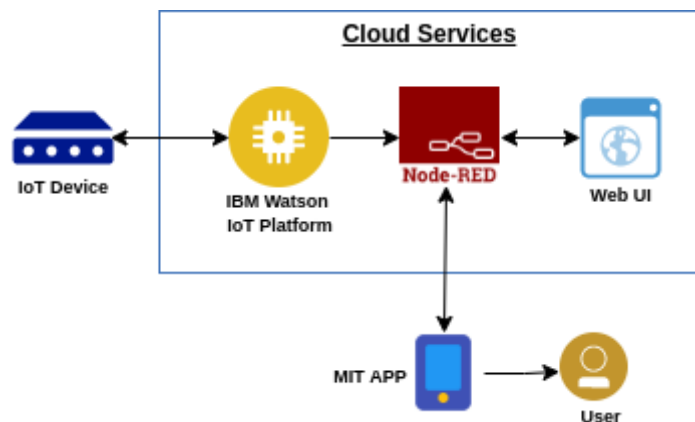 Cloud Services
IoT Device
IBM Watson
IoT Platform
Node-RED
Web UI
MIT APP
User